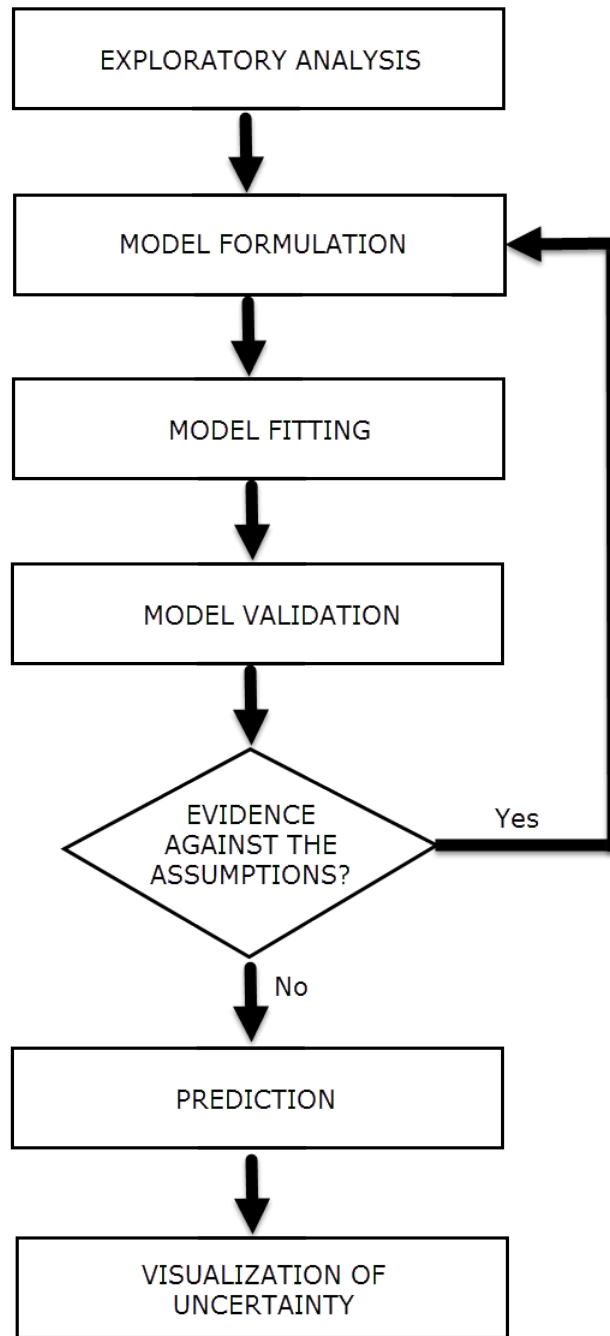 EXPLORATORY ANALYSIS
MODEL FORMULATION
MODEL FITTING
MODEL VALIDATION
EVIDENCE
AGAINST THE
ASSUMPTIONS?
Yes
No
PREDICTION
VISUALIZATION OF
UNCERTAINTY